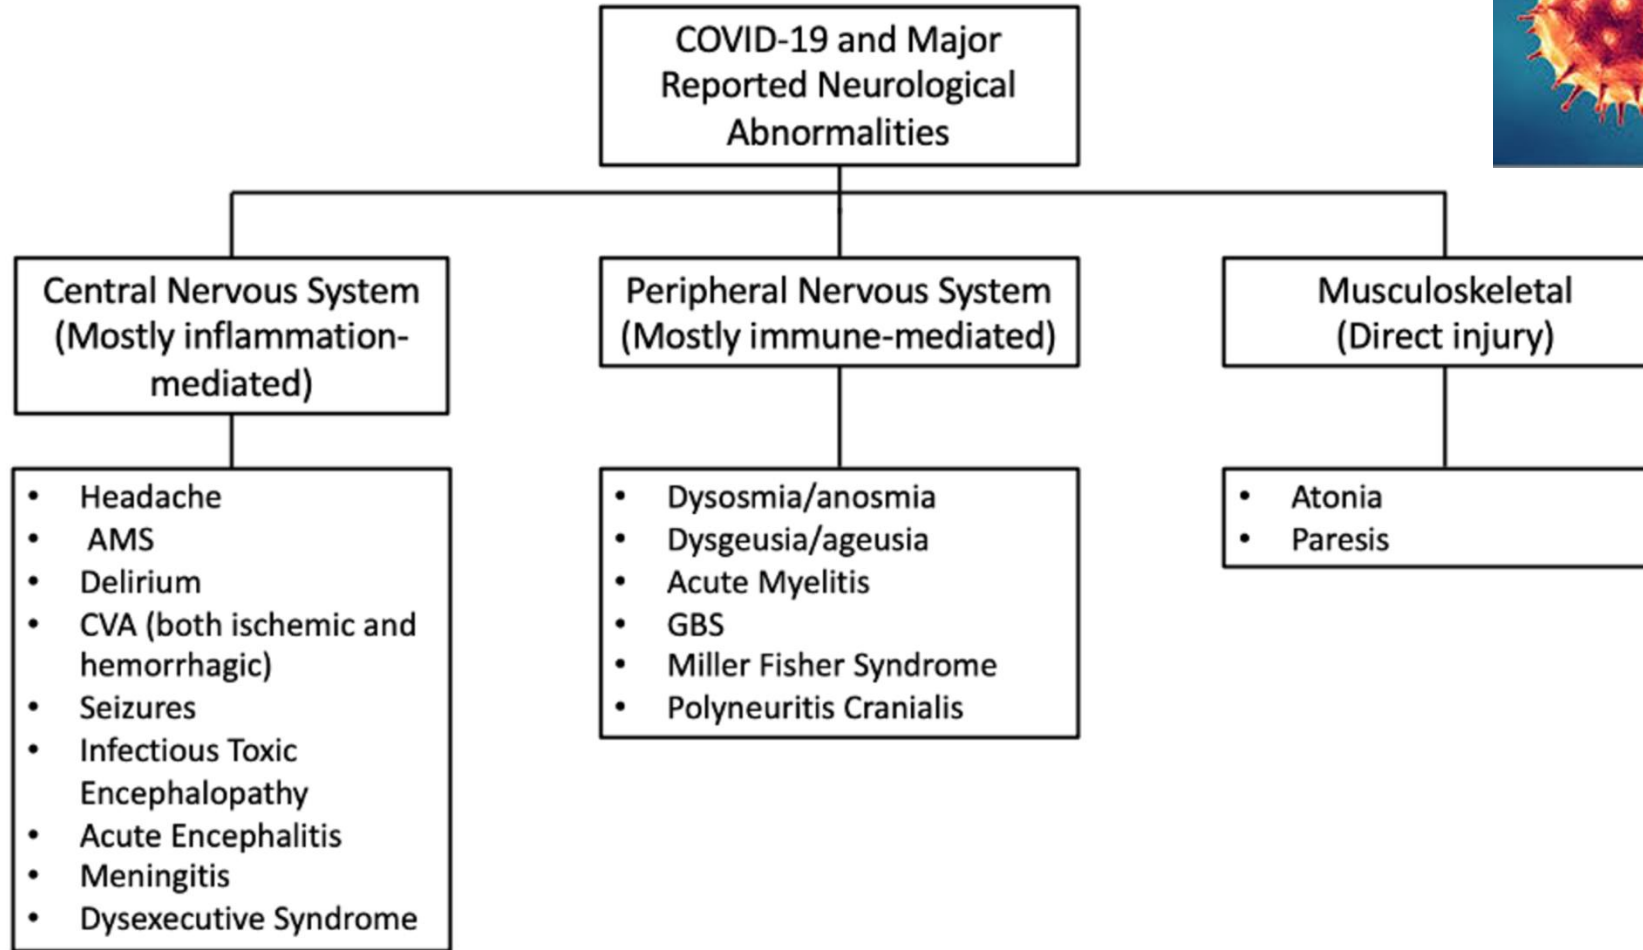 COVID-19 and Major
Reported Neurological
Abnormalities
Central Nervous System
(Mostly inflammation-
mediated)
Peripheral Nervous System
(Mostly immune-mediated)
Musculoskeletal
(Direct injury)
• Headache
• AMS
• Delirium
• CVA (both ischemic and
hemorrhagic)
• Seizures
• Infectious Toxic
Encephalopathy
• Acute Encephalitis
• Meningitis
• Dysexecutive Syndrome
• Dysosmia/anosmia
• Dysgeusia/ageusia
• Acute Myelitis
• GBS
• Miller Fisher Syndrome
• Polyneuritis Cranialis
• Atonia
• Paresis